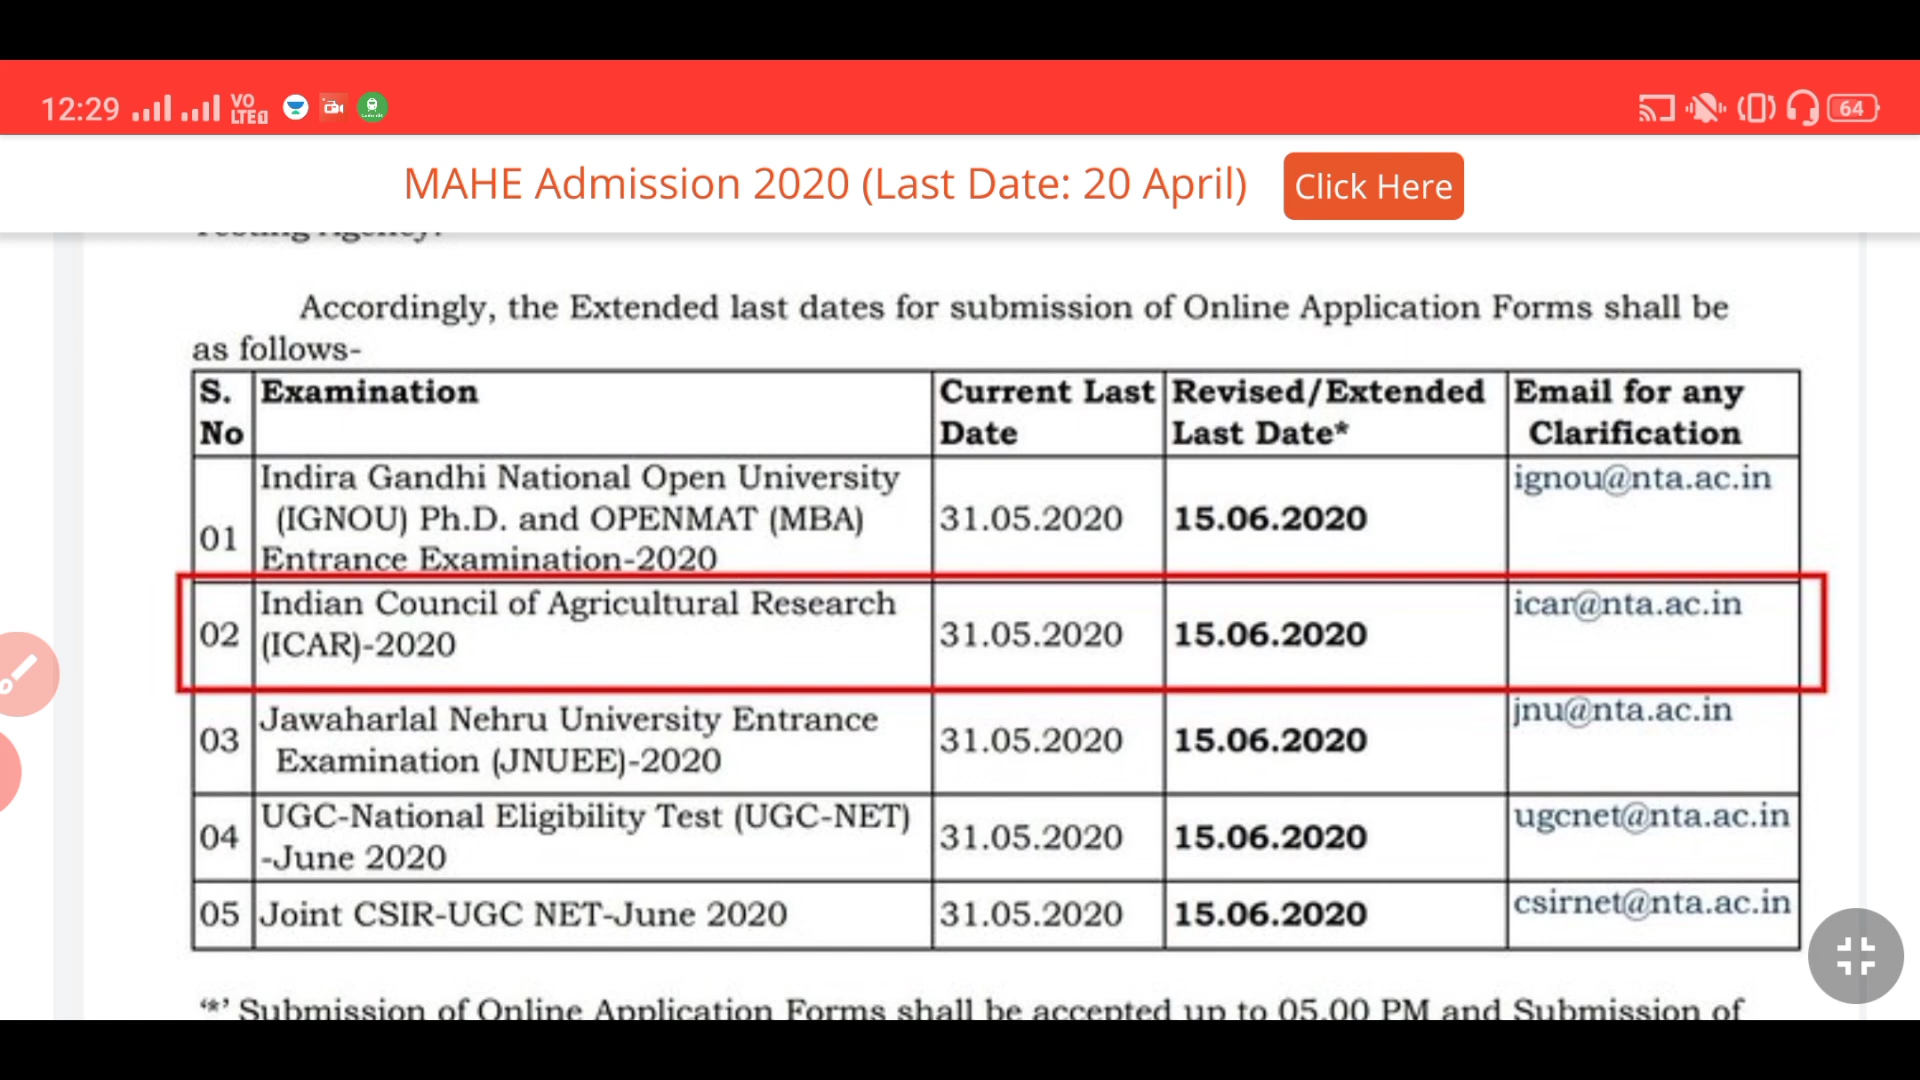 12:29
VO
LTE1
64
MAHE Admission 2020 (Last Date: 20 April)
Click Here
Testing Agency.
Accordingly, the Extended last dates for submission of Online Application Forms shall be
as follows-
S. No
Examination
Current Last Date
Revised/Extended Last Date*
Email for any Clarification
01
Indira Gandhi National Open University
(IGNOU) Ph.D. and OPENMAT (MBA)
Entrance Examination-2020
31.05.2020
15.06.2020
ignou@nta.ac.in
02
Indian Council of Agricultural Research
(ICAR)-2020
31.05.2020
15.06.2020
icar@nta.ac.in
03
Jawaharlal Nehru University Entrance
Examination (JNUEE)-2020
31.05.2020
15.06.2020
jnu@nta.ac.in
04
UGC-National Eligibility Test (UGC-NET)
-June 2020
31.05.2020
15.06.2020
ugcnet@nta.ac.in
05
Joint CSIR-UGC NET-June 2020
31.05.2020
15.06.2020
csirnet@nta.ac.in
'*' Submission of Online Application Forms shall be accepted up to 05.00 PM and Submission of